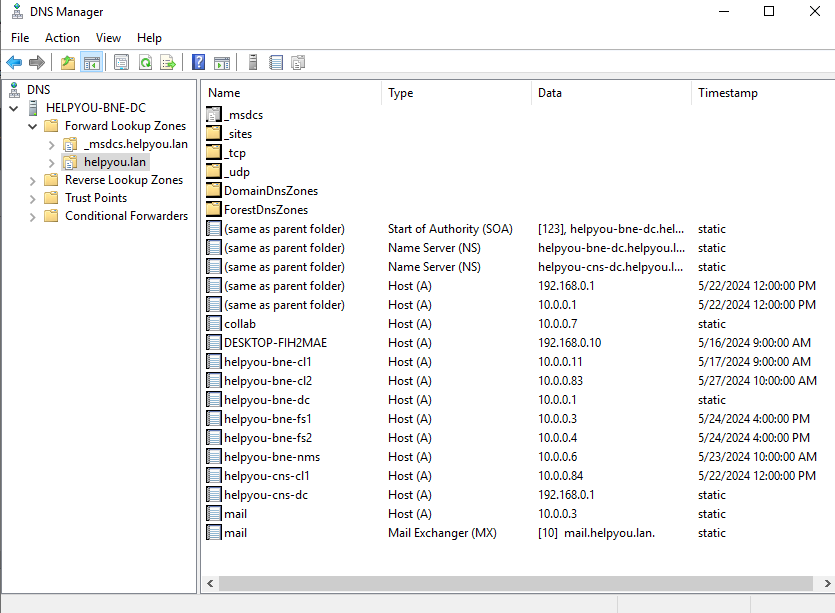 DNS Manager
File Action View Help
DNS
HELPYOU-BNE-DC
Forward Lookup Zones
_msdcs.helpyou.lan
helpyou.lan
Reverse Lookup Zones
Trust Points
Conditional Forwarders
Name Type Data Timestamp
_msdcs
_sites
_tcp
_udp
DomainDnsZones
ForestDnsZones
(same as parent folder) Start of Authority (SOA) [123], helpyou-bne-dc.hel... static
(same as parent folder) Name Server (NS) helpyou-bne-dc.helpyou.l... static
(same as parent folder) Name Server (NS) helpyou-cns-dc.helpyou.l... static
(same as parent folder) Host (A) 192.168.0.1 5/22/2024 12:00:00 PM
(same as parent folder) Host (A) 10.0.0.1 5/22/2024 12:00:00 PM
collab Host (A) 10.0.0.7 static
DESKTOP-FIH2MAE Host (A) 192.168.0.10 5/16/2024 9:00:00 AM
helpyou-bne-cl1 Host (A) 10.0.0.11 5/17/2024 9:00:00 AM
helpyou-bne-cl2 Host (A) 10.0.0.83 5/27/2024 10:00:00 AM
helpyou-bne-dc Host (A) 10.0.0.1 static
helpyou-bne-fs1 Host (A) 10.0.0.3 5/24/2024 4:00:00 PM
helpyou-bne-fs2 Host (A) 10.0.0.4 5/24/2024 4:00:00 PM
helpyou-bne-nms Host (A) 10.0.0.6 5/23/2024 10:00:00 AM
helpyou-cns-cl1 Host (A) 10.0.0.84 5/22/2024 12:00:00 PM
helpyou-cns-dc Host (A) 192.168.0.1 static
mail Host (A) 10.0.0.3 static
mail Mail Exchanger (MX) [10] mail.helpyou.lan. static